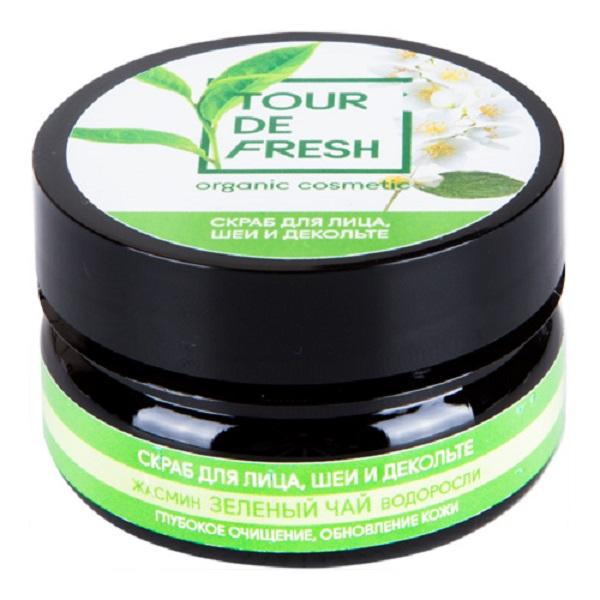 TOUR
DE
FRESH
organic cosmetic
СКРАБ ДЛЯ ЛИЦА,
ШЕИ И ДЕКОЛЬТЕ
СКРАБ ДЛЯ ЛИЦА, ШЕИ И ДЕКОЛЬТЕ
ЖАСМИН ЗЕЛЕНЫЙ ЧАЙ ВОДОРОСЛИ
ГЛУБОКОЕ ОЧИЩЕНИЕ, ОБНОВЛЕНИЕ КОЖИ